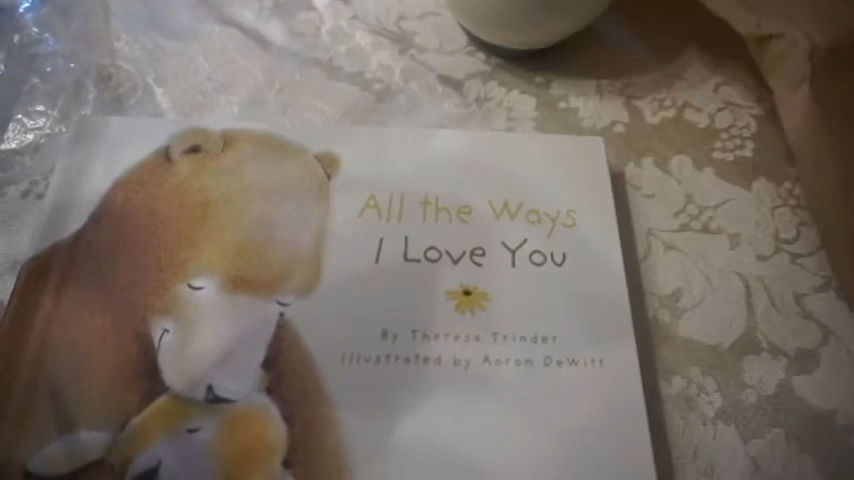 All the Ways
I Love You
By Theresa Trinder
Illustrated by Aaron DeWitt